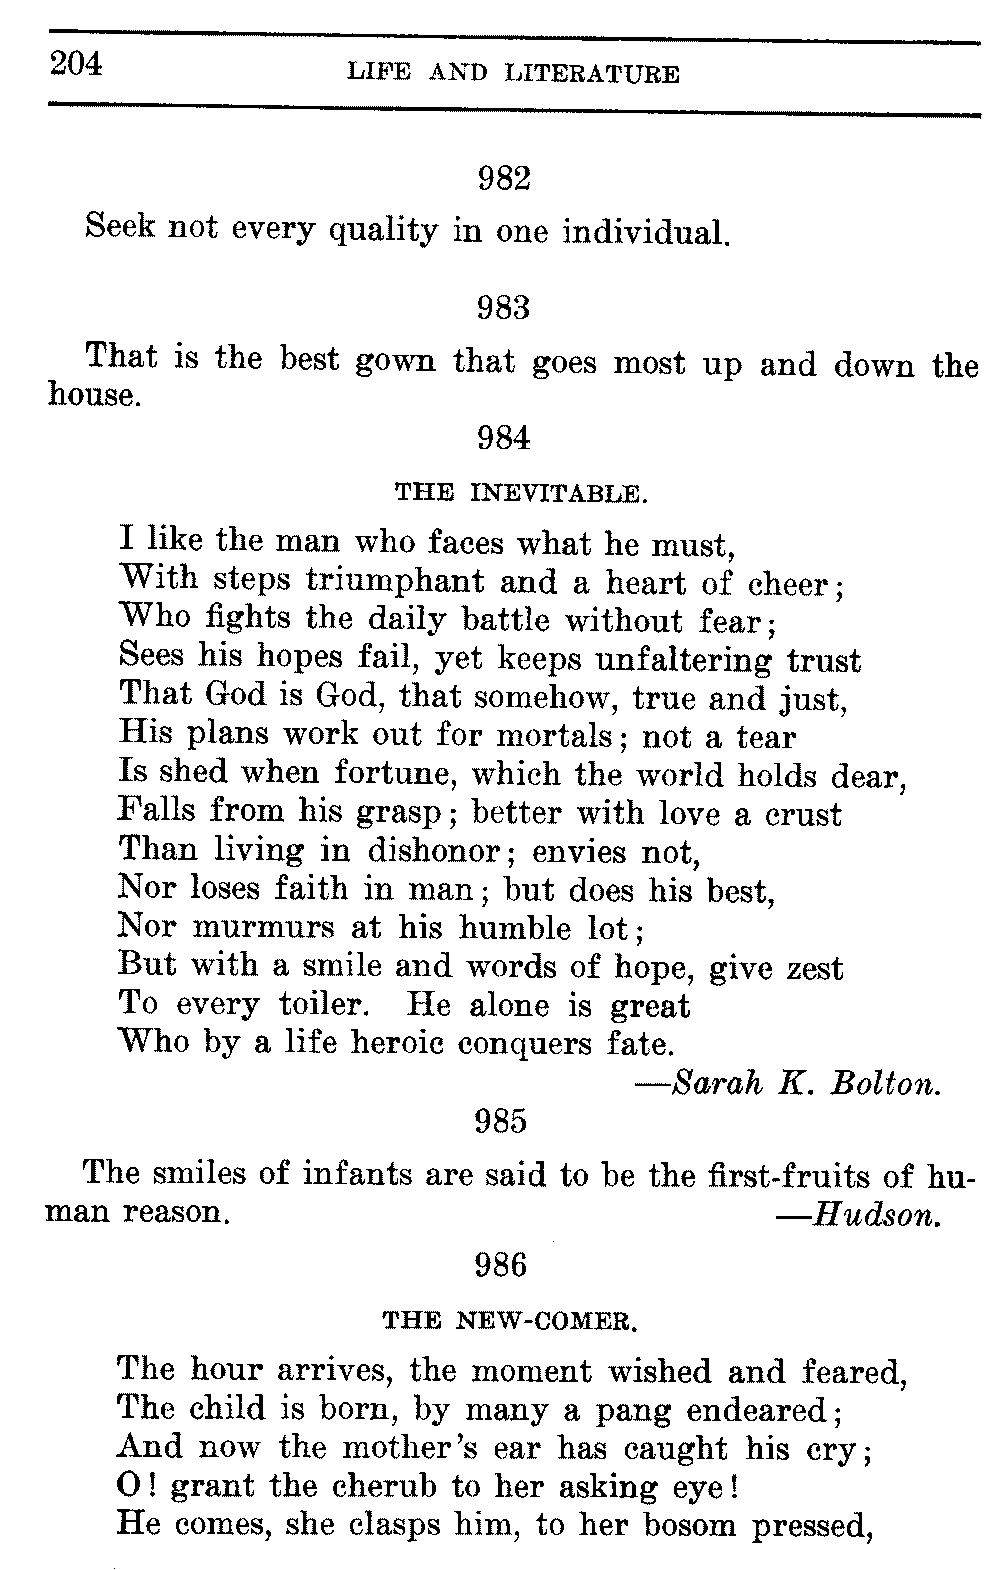 204
LIFE AND LITERATURE
982
Seek not every quality in one individual.
983
That is the best gown that goes most up and down the
house.
984
THE INEVITABLE.
I like the man who faces what he must,
With steps triumphant and a heart of cheer;
Who fights the daily battle without fear;
Sees his hopes fail, yet keeps unfaltering trust
That God is God, that somehow, true and just,
His plans work out for mortals; not a tear
Is shed when fortune, which the world holds dear,
Falls from his grasp; better with love a crust
Than living in dishonor; envies not,
Nor loses faith in man; but does his best,
Nor murmurs at his humble lot;
But with a smile and words of hope, give zest
To every toiler. He alone is great
Who by a life heroic conquers fate.
—Sarah K. Bolton.
985
The smiles of infants are said to be the first-fruits of hu-
man reason. —Hudson.
986
THE NEW-COMER.
The hour arrives, the moment wished and feared,
The child is born, by many a pang endeared;
And now the mother's ear has caught his cry;
O! grant the cherub to her asking eye!
He comes, she clasps him, to her bosom pressed,